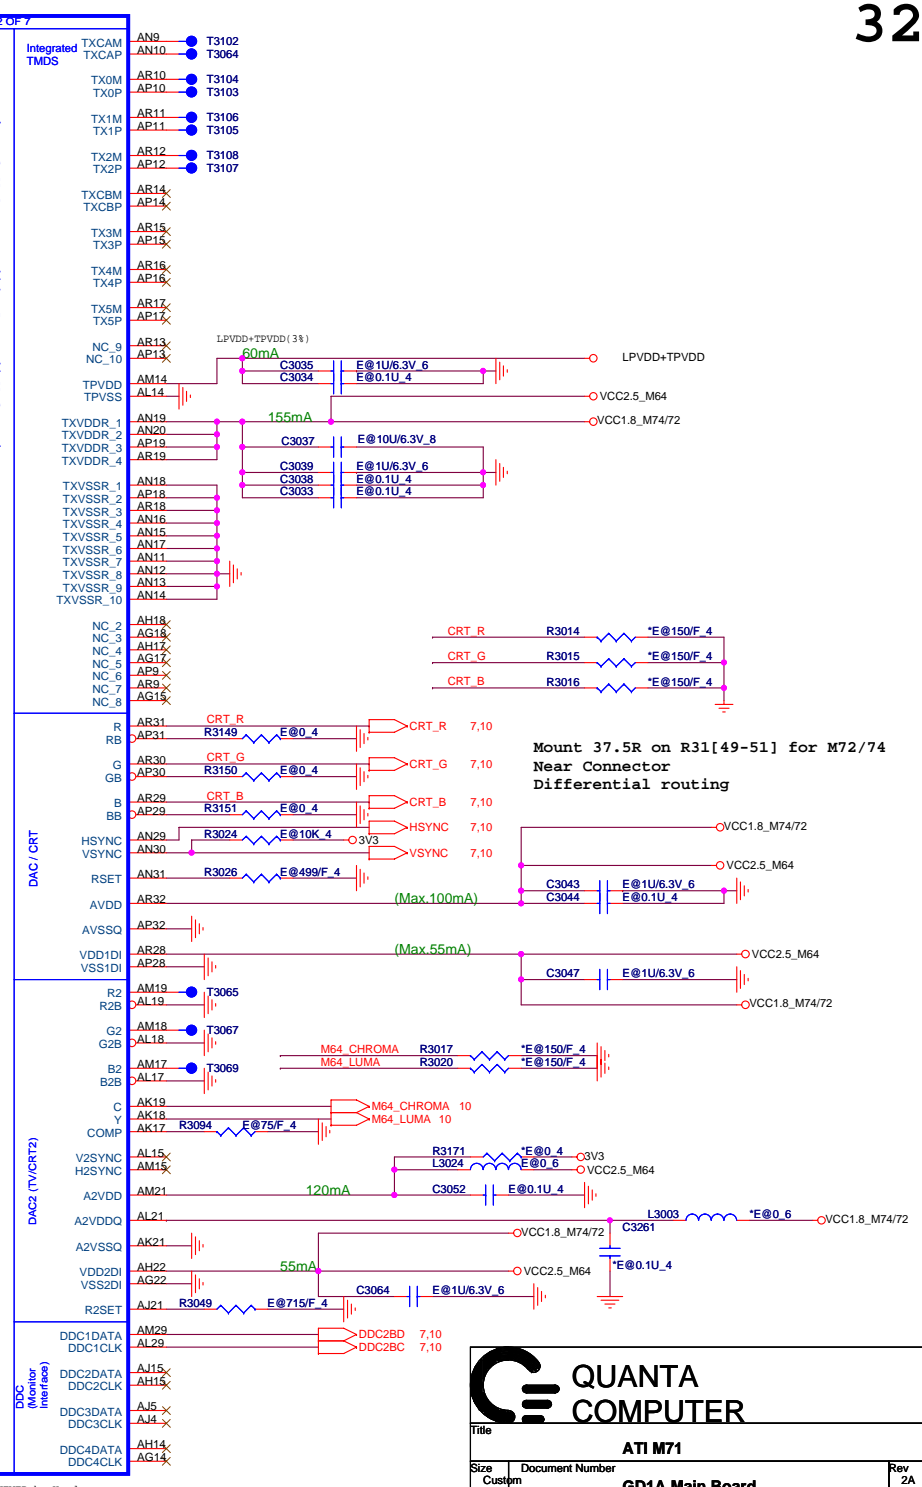 32
2 OF 7
Integrated
TMDS
TXCAM AN9 T3102
TXCAP AN10 T3064
TX0M AR10 T3104
TX0P AP10 T3103
TX1M AR11 T3106
TX1P AP11 T3105
TX2M AR12 T3108
TX2P AP12 T3107
TXCBM AR14
TXCBP AP14
TX3M AR15
TX3P AP15
TX4M AR16
TX4P AP16
TX5M AR17
TX5P AP17
NC_9 AR13
NC_10 AP13
LPVDD+TPVDD(3%)
60mA
LPVDD+TPVDD
C3035 E@1U/6.3V_6
C3034 E@0.1U_4
TPVDD AM14
TPVSS AL14
VCC2.5_M64
TXVDDR_1 AN19 155mA VCC1.8_M74/72
TXVDDR_2 AN20
TXVDDR_3 AP19
TXVDDR_4 AR19
C3037 E@10U/6.3V_8
C3039 E@1U/6.3V_6
C3038 E@0.1U_4
C3033 E@0.1U_4
TXVSSR_1 AN18
TXVSSR_2 AP18
TXVSSR_3 AR18
TXVSSR_4 AN16
TXVSSR_5 AN15
TXVSSR_6 AN17
TXVSSR_7 AN11
TXVSSR_8 AN12
TXVSSR_9 AN13
TXVSSR_10 AN14
NC_2 AH18
NC_3 AG18
NC_4 AH17
NC_5 AG17
NC_6 AP9
NC_7 AR9
NC_8 AG15
CRT_R R3014 *E@150/F_4
CRT_G R3015 *E@150/F_4
CRT_B R3016 *E@150/F_4
DAC / CRT
R AR31 CRT_R CRT_R 7,10
RB AP31 R3149 E@0_4
G AR30 CRT_G CRT_G 7,10
GB AP30 R3150 E@0_4
B AR29 CRT_B CRT_B 7,10
BB AP29 R3151 E@0_4
HSYNC 7,10
HSYNC AN29 R3024 E@10K_4 3V3
VSYNC AN30 VSYNC 7,10
Mount 37.5R on R31[49-51] for M72/74
Near Connector
Differential routing
RSET AN31 R3026 E@499/F_4
VCC1.8_M74/72
VCC2.5_M64
C3043 E@1U/6.3V_6
C3044 E@0.1U_4
AVDD AR32 (Max.100mA)
AVSSQ AP32
VDD1DI AR28 (Max.55mA) VCC2.5_M64
VSS1DI AP28
C3047 E@1U/6.3V_6
VCC1.8_M74/72
DAC2 (TV/CRT2)
R2 AM19 T3065
R2B AL19
G2 AM18 T3067
G2B AL18
B2 AM17 T3069
B2B AL17
M64_CHROMA R3017 *E@150/F_4
M64_LUMA R3020 *E@150/F_4
C AK19 M64_CHROMA 10
Y AK18 M64_LUMA 10
COMP AK17 R3094 E@75/F_4
V2SYNC AL15
H2SYNC AM15
R3171 *E@0_4 3V3
L3024 E@0_6 VCC2.5_M64
A2VDD AM21 120mA C3052 E@0.1U_4
A2VDDQ AL21 L3003 *E@0_6 VCC1.8_M74/72
C3261
*E@0.1U_4
VCC1.8_M74/72
A2VSSQ AK21
VDD2DI AH22 55mA VCC2.5_M64
VSS2DI AG22
C3064 E@1U/6.3V_6
R2SET AJ21 R3049 E@715/F_4
DDC
(Monitor
Interface)
DDC1DATA AM29 DDC2BD 7,10
DDC1CLK AL29 DDC2BC 7,10
DDC2DATA AJ15
DDC2CLK AH15
DDC3DATA AJ5
DDC3CLK AJ4
DDC4DATA AH14
DDC4CLK AG14
QUANTA
COMPUTER
Title
ATI M71
Size Document Number Rev
Custom GD1A Main Board 2A